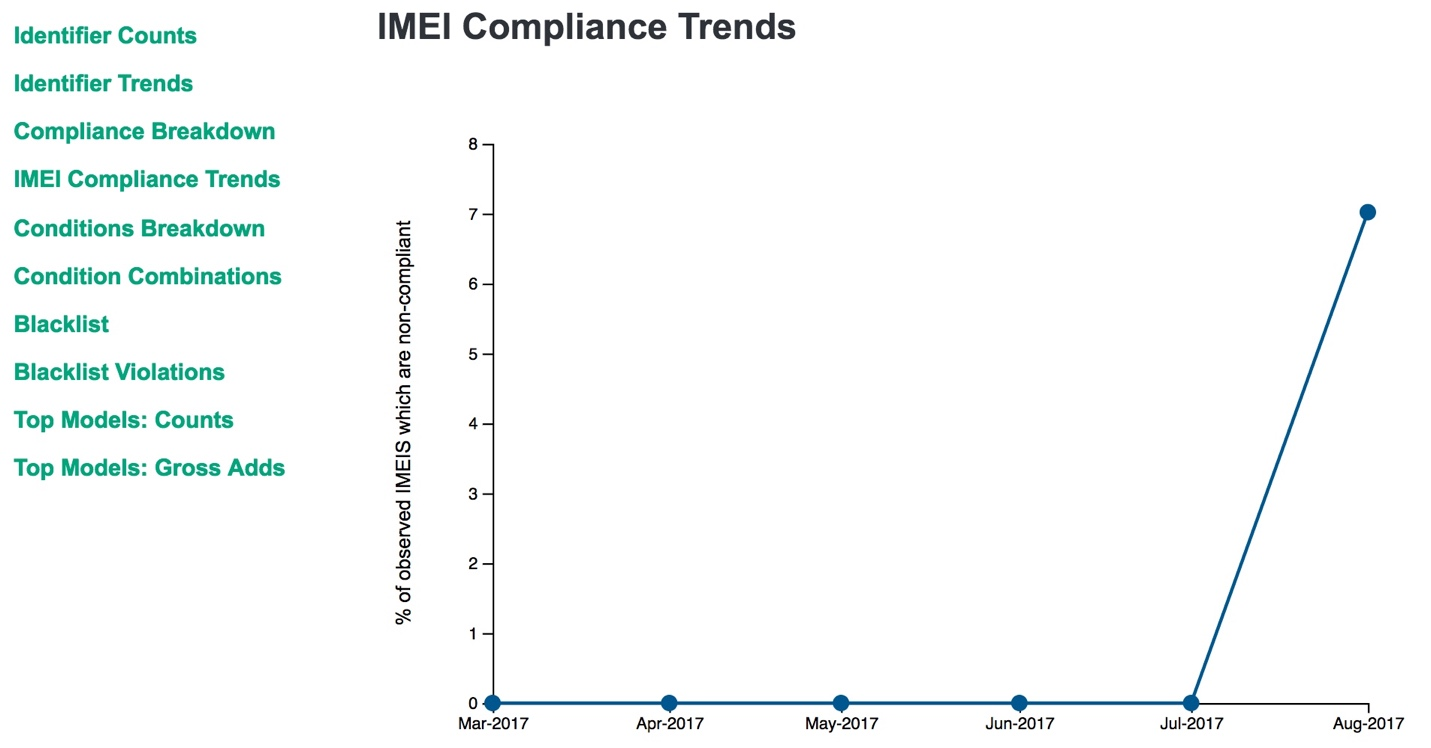 Identifier Counts
Identifier Trends
Compliance Breakdown
IMEI Compliance Trends
Conditions Breakdown
Condition Combinations
Blacklist
Blacklist Violations
Top Models: Counts
Top Models: Gross Adds
IMEI Compliance Trends
% of observed IMEIS which are non-compliant
8
7
6
5
4
3
2
1
0
Mar-2017 Apr-2017 May-2017 Jun-2017 Jul-2017 Aug-2017